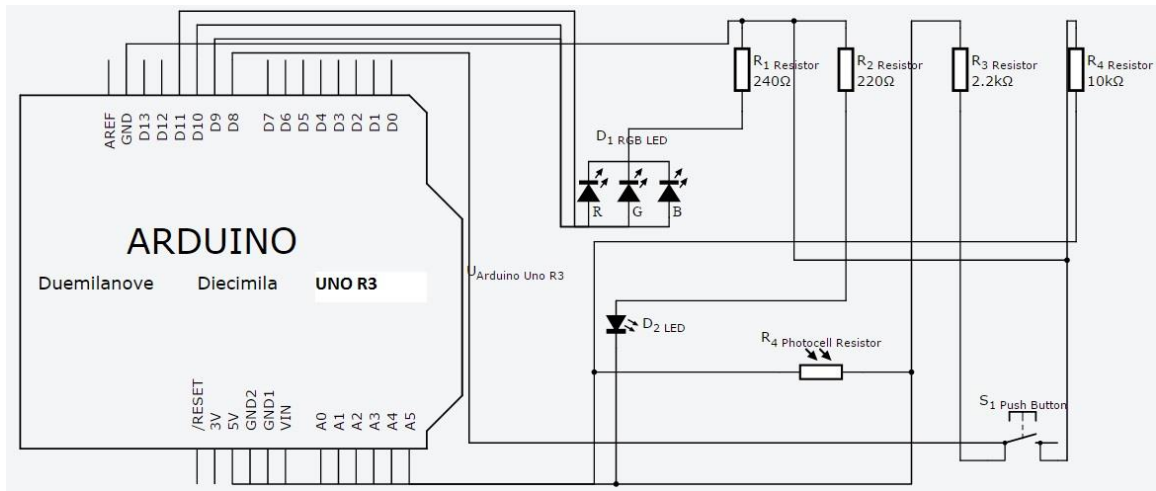 R1 Resistor
240Ω
R2 Resistor
220Ω
R3 Resistor
2.2kΩ
R4 Resistor
10kΩ
AREF
GND
D13
D12
D11
D10
D9
D8
D7
D6
D5
D4
D3
D2
D1
D0
D1 RGB LED
R
G
B
ARDUINO
Duemilanove Diecimila UNO R3
UArduino Uno R3
D2 LED
R4 Photocell Resistor
S1 Push Button
/RESET
3V
5V
GND2
GND1
VIN
A0
A1
A2
A3
A4
A5